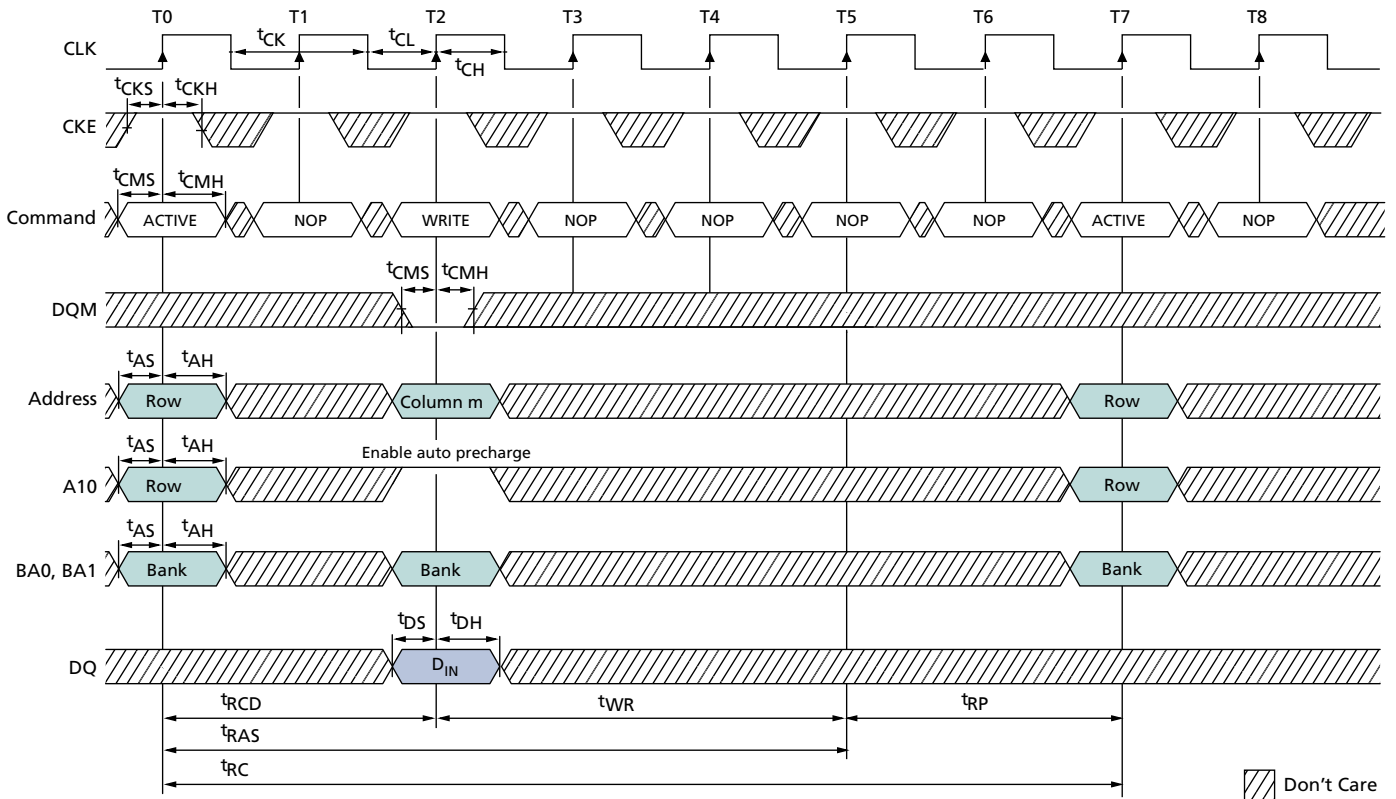 T0 T1 T2 T3 T4 T5 T6 T7 T8
CLK
tCK tCL
tCH
tCKS tCKH
CKE
tCMS tCMH
Command ACTIVE NOP WRITE NOP NOP NOP NOP ACTIVE NOP
tCMS tCMH
DQM
tAS tAH
Address Row Column m Row
tAS tAH Enable auto precharge
A10 Row Row
tAS tAH
BA0, BA1 Bank Bank Bank
tDS tDH
DQ DIN
tRCD tWR tRP
tRAS
tRC
Don't Care